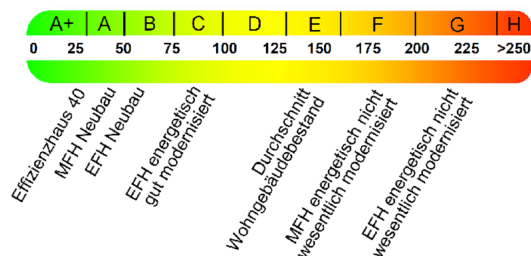 A+ A B C D E F G H
0 25 50 75 100 125 150 175 200 225 >250
Effizienzhaus 40
MFH Neubau
EFH Neubau
EFH energetisch
gut modernisiert
Durchschnitt
Wohngebäudebestand
MFH energetisch nicht
wesentlich modernisiert
EFH energetisch nicht
wesentlich modernisiert